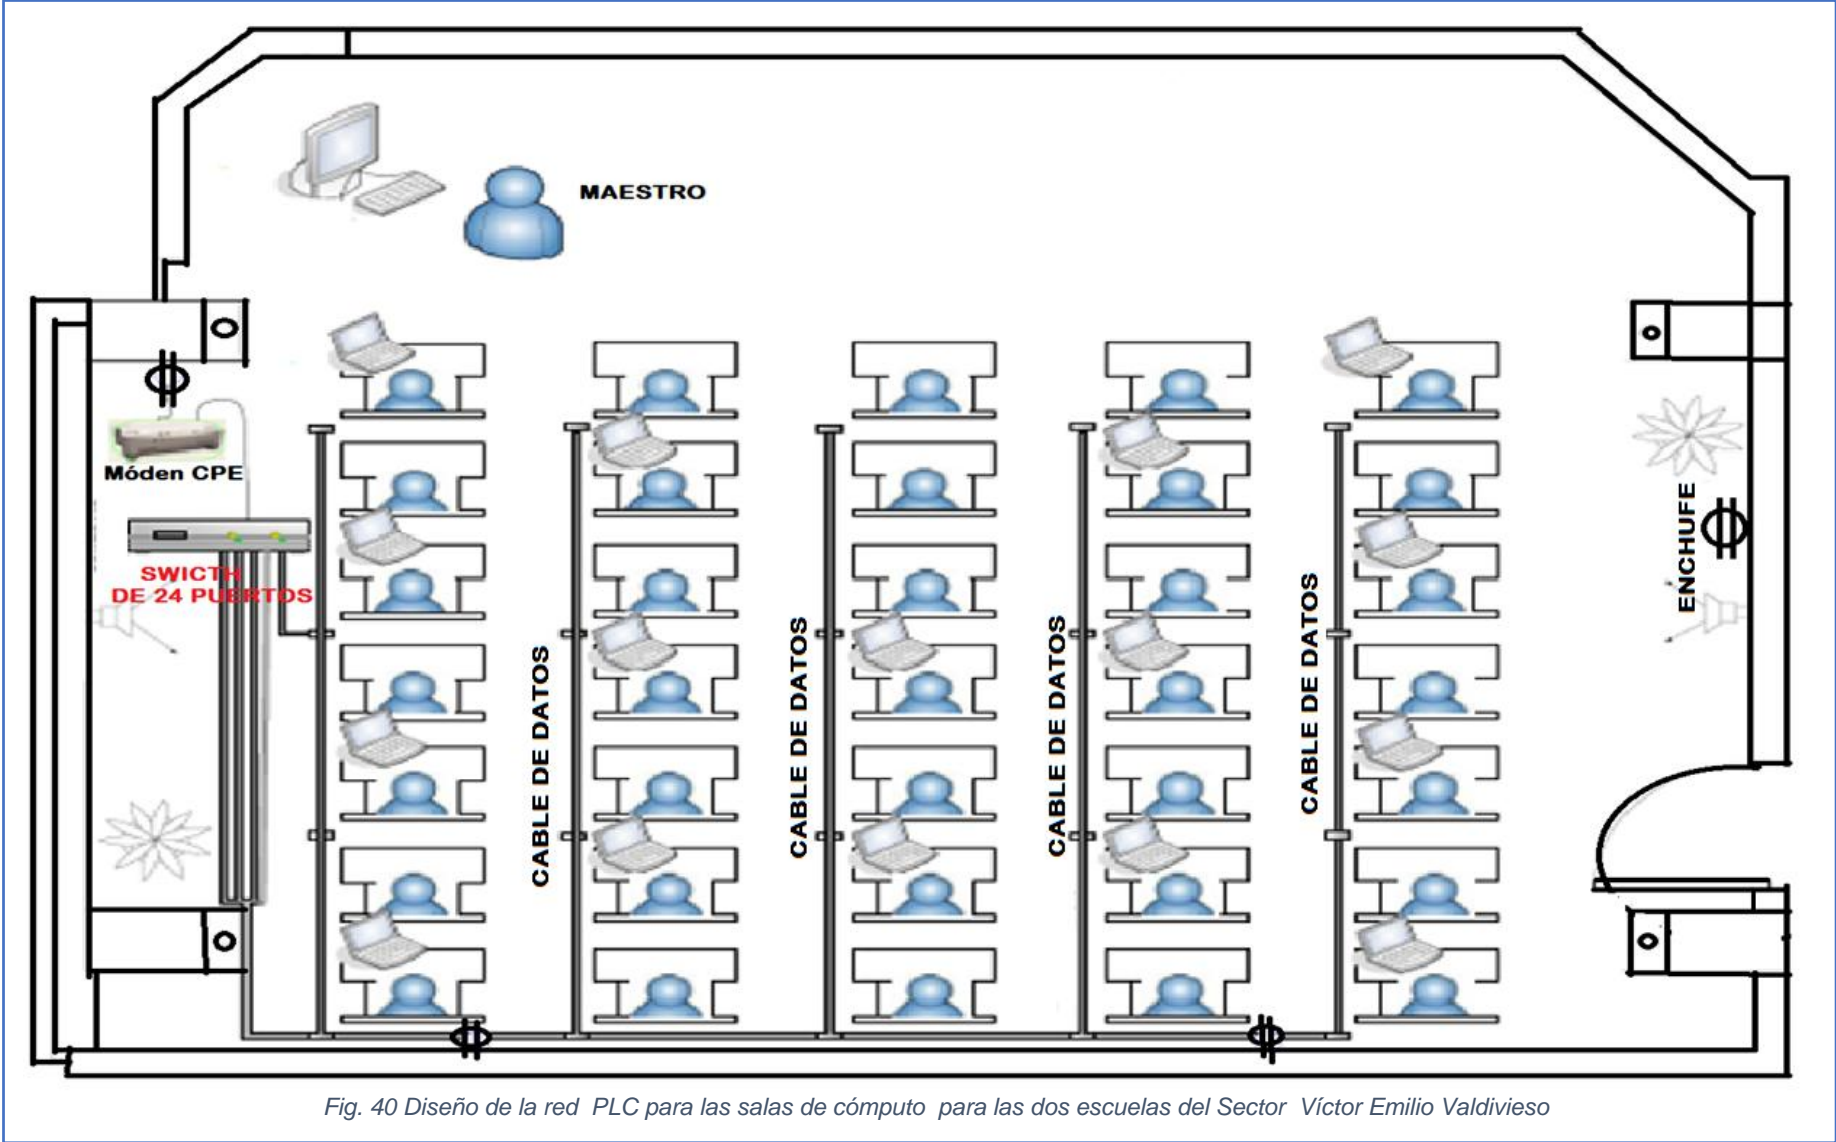 MAESTRO
Móden CPE
SWICTH
DE 24 PUERTOS
CABLE DE DATOS
CABLE DE DATOS
CABLE DE DATOS
CABLE DE DATOS
ENCHUFE
Fig. 40 Diseño de la red PLC para las salas de cómputo para las dos escuelas del Sector Víctor Emilio Valdivieso